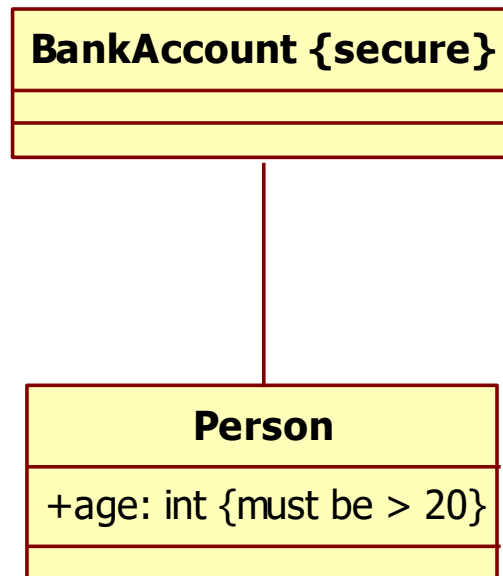 BankAccount {secure}
Person
+age: int {must be > 20}